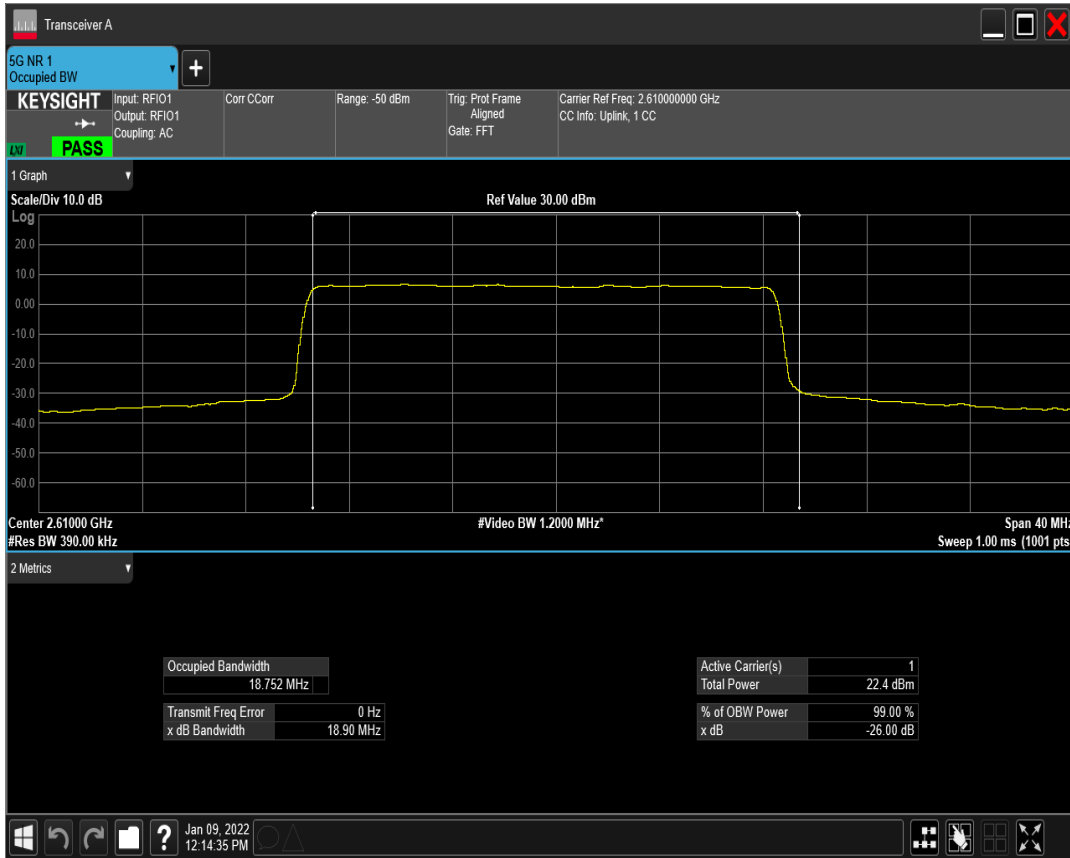 Transceiver A
5G NR 1
Occupied BW
KEYSIGHT
LXI
PASS
Input: RFIO1
Output: RFIO1
Coupling: AC
Corr CCorr
Range: -50 dBm
Trig: Prot Frame
Aligned
Gate: FFT
Carrier Ref Freq: 2.610000000 GHz
CC Info: Uplink, 1 CC
1 Graph
Scale/Div 10.0 dB
Ref Value 30.00 dBm
Log
20.0
10.0
0.00
-10.0
-20.0
-30.0
-40.0
-50.0
-60.0
Center 2.61000 GHz
#Video BW 1.2000 MHz*
Span 40 MHz
#Res BW 390.00 kHz
Sweep 1.00 ms (1001 pts
2 Metrics
Occupied Bandwidth
18.752 MHz
Transmit Freq Error 0 Hz
x dB Bandwidth 18.90 MHz
Active Carrier(s) 1
Total Power 22.4 dBm
% of OBW Power 99.00 %
x dB -26.00 dB
?
Jan 09, 2022
12:14:35 PM